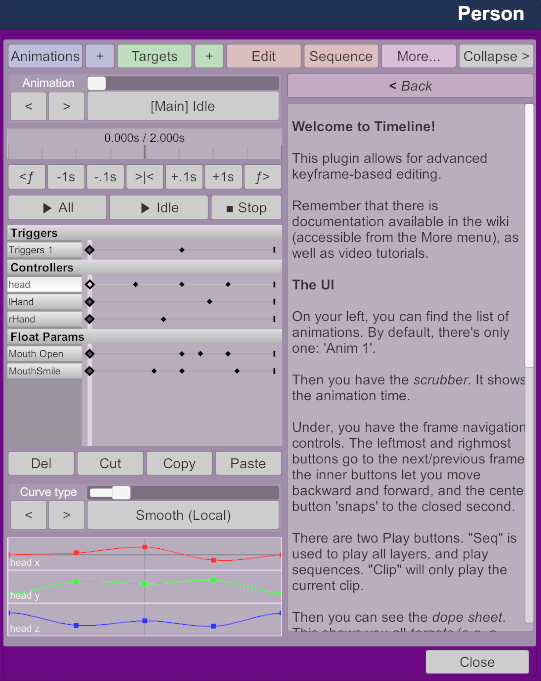 Person
Animations + Targets + Edit Sequence More... Collapse >
Animation
< > [Main] Idle
0.000s / 2.000s
<ƒ -1s -.1s >|< +.1s +1s ƒ>
▶ All ▶ Idle ■ Stop
Triggers
Triggers 1
Controllers
head
lHand
rHand
Float Params
Mouth Open
MouthSmile
Del Cut Copy Paste
Curve type
< > Smooth (Local)
head x
head y
head z
< Back
Welcome to Timeline!
This plugin allows for advanced
keyframe-based editing.
Remember that there is
documentation available in the wiki
(accessible from the More menu), as
well as video tutorials.
The UI
On your left, you can find the list of
animations. By default, there's only
one: 'Anim 1'.
Then you have the scrubber. It shows
the animation time.
Under, you have the frame navigation
controls. The leftmost and righmost
buttons go to the next/previous frame
the inner buttons let you move
backward and forward, and the cente
button 'snaps' to the closed second.
There are two Play buttons. "Seq" is
used to play all layers, and play
sequences. "Clip" will only play the
current clip.
Then you can see the dope sheet.
This shows you all targets (e.g. a
Close